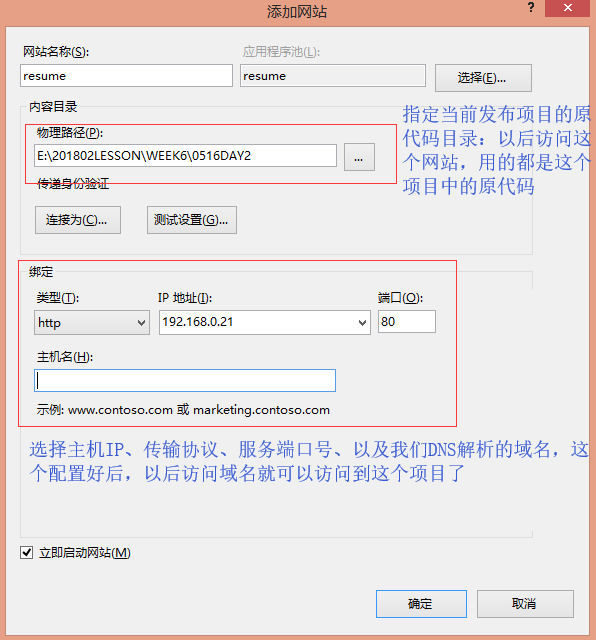 添加网站
?
×
网站名称(S):
应用程序池(L):
resume
resume
选择(E)...
内容目录
物理路径(P):
E:\201802LESSON\WEEK6\0516DAY2
...
指定当前发布项目的原
代码目录：以后访问这
个网站，用的都是这个
项目中的原代码
传递身份验证
连接为(C)...
测试设置(G)...
绑定
类型(T):
IP 地址(I):
端口(O):
http
192.168.0.21
80
主机名(H):
示例: www.contoso.com 或 marketing.contoso.com
选择主机IP、传输协议、服务端口号、以及我们DNS解析的域名，这
个配置好后，以后访问域名就可以访问到这个项目了
立即启动网站(M)
确定
取消